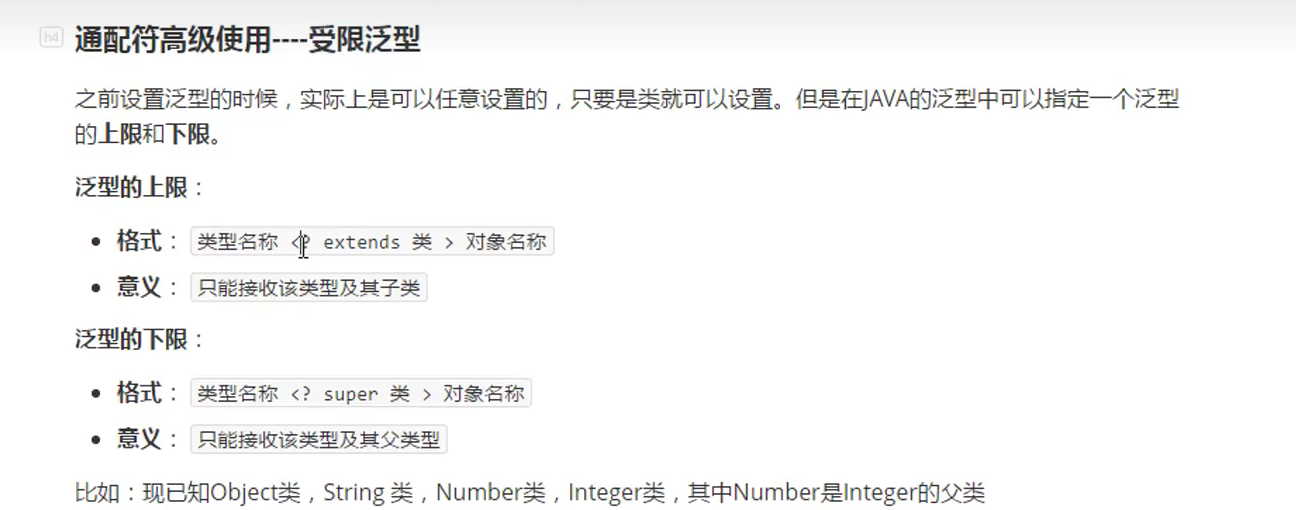 h4
通配符高级使用----受限泛型
之前设置泛型的时候，实际上是可以任意设置的，只要是类就可以设置。但是在JAVA的泛型中可以指定一个泛型
的上限和下限。
泛型的上限：
格式： 类型名称 <? extends 类 > 对象名称
意义： 只能接收该类型及其子类
泛型的下限：
格式： 类型名称 <? super 类 > 对象名称
意义： 只能接收该类型及其父类型
比如：现已知Object类，String 类，Number类，Integer类，其中Number是Integer的父类